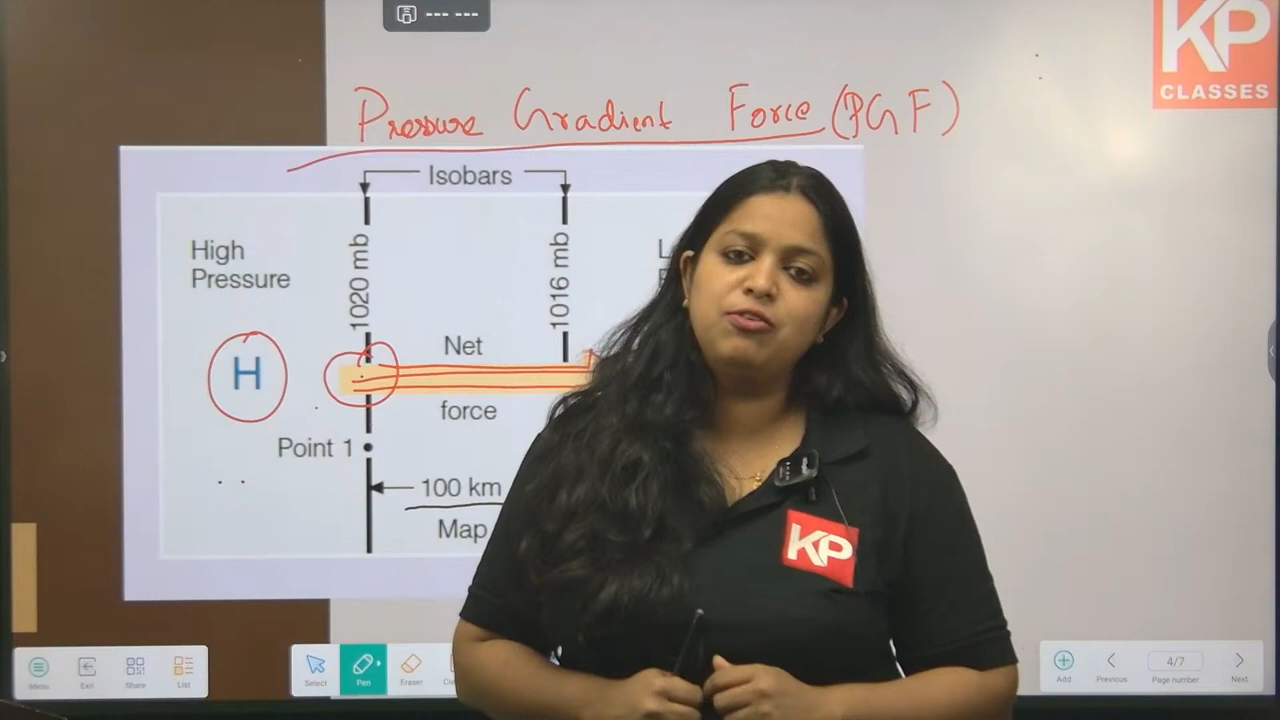 KP
CLASSES
Pressure Gradient Force (PGF)
Isobars
High
Pressure
1020 mb
1016 mb
H
Net
force
Point 1
100 km
Map
KP
Menu
Exit
Share
List
Select
Pen
Eraser
Add
Previous
4/7
Page number
Next